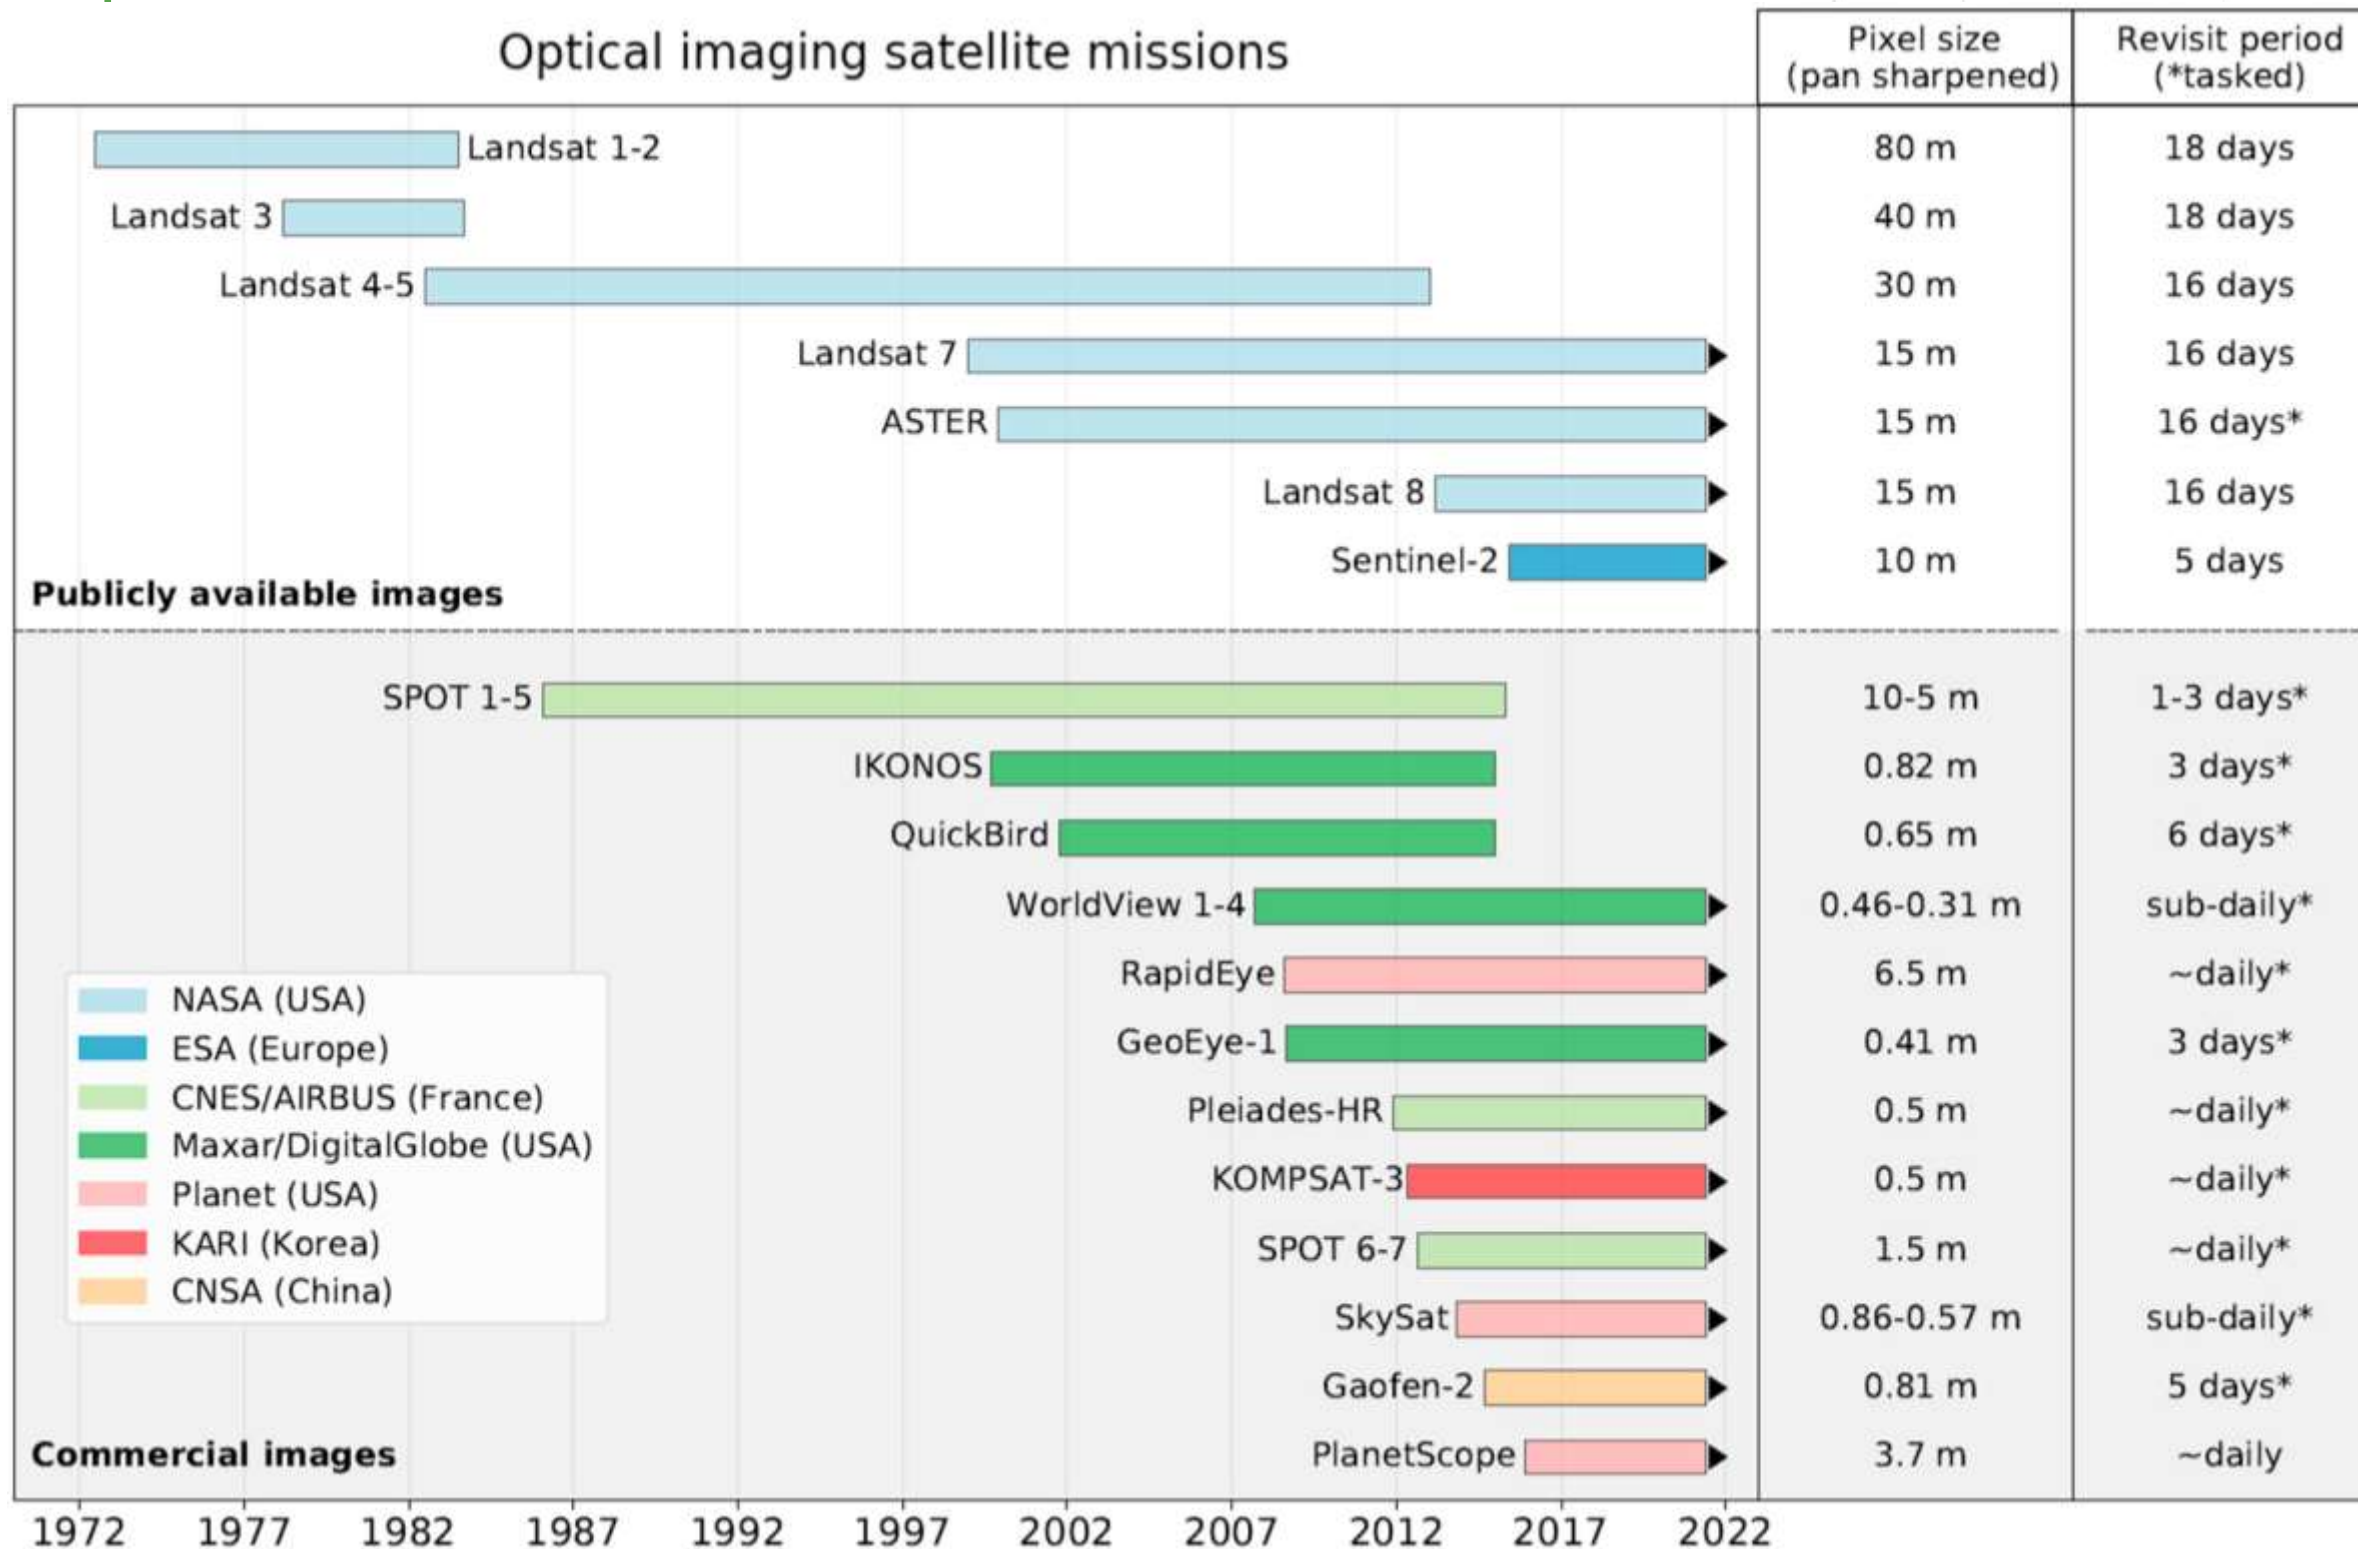 Optical imaging satellite missions
Pixel size
(pan sharpened)
Revisit period
(*tasked)
Landsat 1-2 80 m 18 days
Landsat 3 40 m 18 days
Landsat 4-5 30 m 16 days
Landsat 7 15 m 16 days
ASTER 15 m 16 days*
Landsat 8 15 m 16 days
Sentinel-2 10 m 5 days
Publicly available images
SPOT 1-5 10-5 m 1-3 days*
IKONOS 0.82 m 3 days*
QuickBird 0.65 m 6 days*
WorldView 1-4 0.46-0.31 m sub-daily*
RapidEye 6.5 m ~daily*
GeoEye-1 0.41 m 3 days*
Pleiades-HR 0.5 m ~daily*
KOMPSAT-3 0.5 m ~daily*
SPOT 6-7 1.5 m ~daily*
SkySat 0.86-0.57 m sub-daily*
Gaofen-2 0.81 m 5 days*
PlanetScope 3.7 m ~daily
NASA (USA)
ESA (Europe)
CNES/AIRBUS (France)
Maxar/DigitalGlobe (USA)
Planet (USA)
KARI (Korea)
CNSA (China)
Commercial images
1972 1977 1982 1987 1992 1997 2002 2007 2012 2017 2022